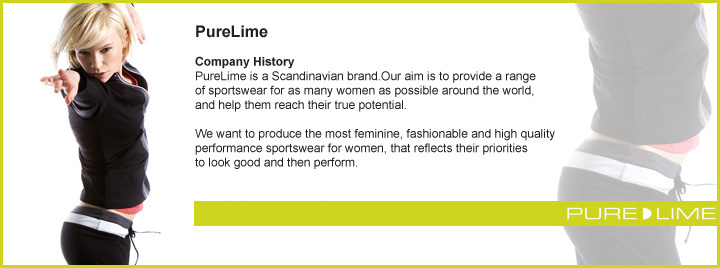 PureLime
Company History
PureLime is a Scandinavian brand.Our aim is to provide a range
of sportswear for as many women as possible around the world,
and help them reach their true potential.
We want to produce the most feminine, fashionable and high quality
performance sportswear for women, that reflects their priorities
to look good and then perform.
PURE LIME